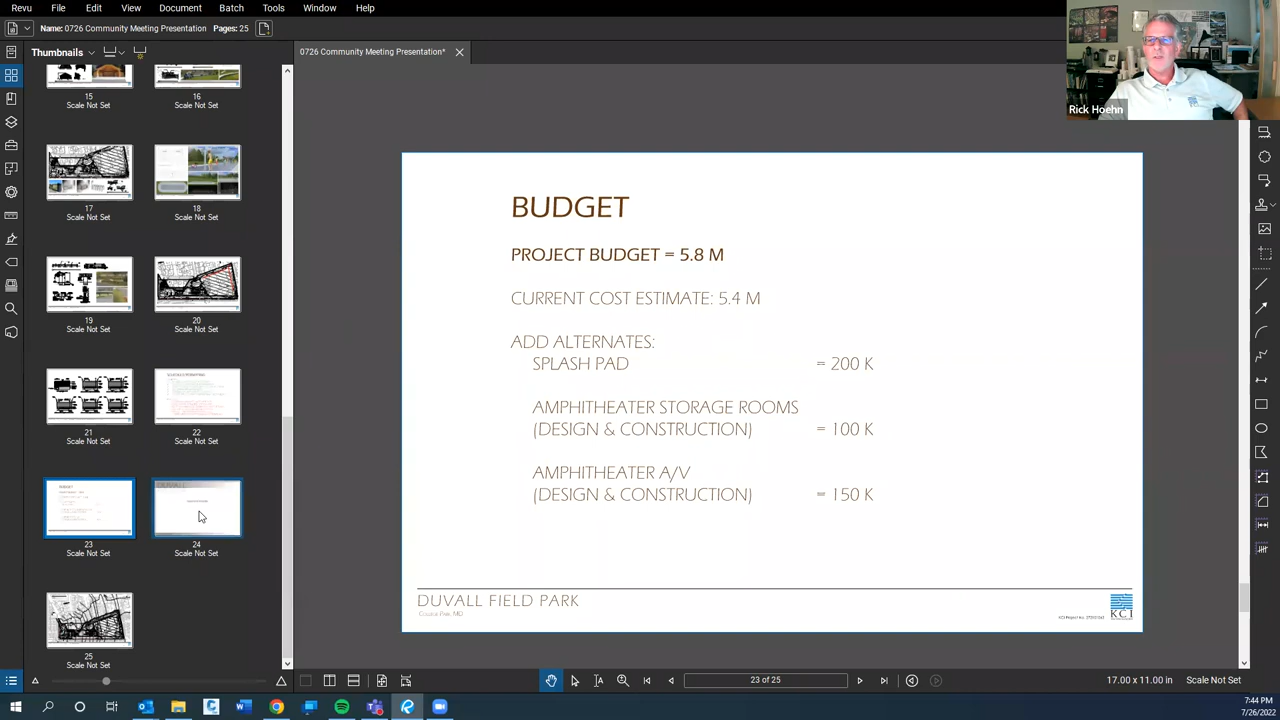 Revu File Edit View Document Batch Tools Window Help
Name: 0726 Community Meeting Presentation* Pages: 25
Thumbnails
0726 Community Meeting Presentation*
Rick Hoehn
15
Scale Not Set
16
Scale Not Set
17
Scale Not Set
18
Scale Not Set
19
Scale Not Set
20
Scale Not Set
21
Scale Not Set
22
Scale Not Set
23
Scale Not Set
24
Scale Not Set
25
Scale Not Set
BUDGET
PROJECT BUDGET = 5.8 M
CURRENT COST ESTIMATE: 5.4 M
ADD ALTERNATES:
SPLASH PAD = 200 K
AMPHITHEATER STORAGE ROOMS
(DESIGN & CONSTRUCTION) = 100 K
AMPHITHEATER A/V
(DESIGN & CONSTRUCTION) = 150 K
DUVALL FIELD PARK
College Park, MD
KCI
23 of 25
17.00 x 11.00 in Scale Not Set
7:44 PM
7/26/2022